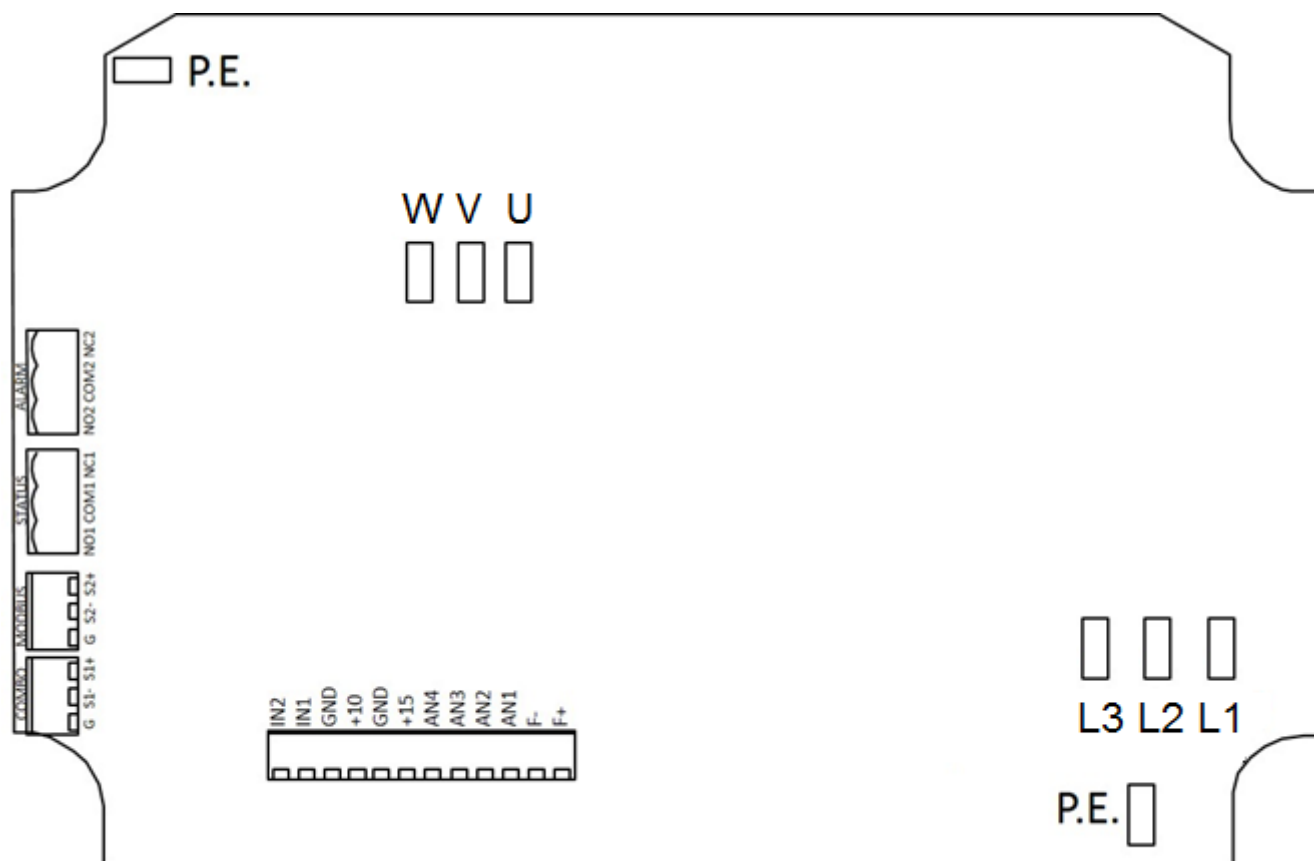 P.E.
W V U
ALARM
NO2 COM2 NC2
STATUS
NO1 COM1 NC1
MODBUS
G S2- S2+
COMBO
G S1- S1+
IN2
IN1
GND
+10
GND
+15
AN4
AN3
AN2
AN1
F-
F+
L3 L2 L1
P.E.